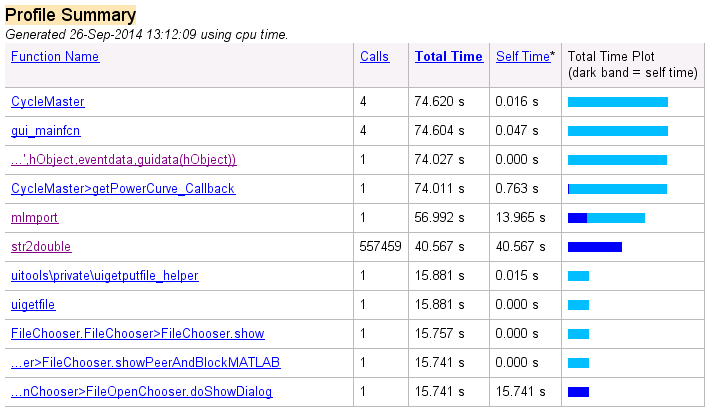 Profile Summary
Generated 26-Sep-2014 13:12:09 using cpu time.
Function Name Calls Total Time Self Time* Total Time Plot
(dark band = self time)
CycleMaster 4 74.620 s 0.016 s
gui_mainfcn 4 74.604 s 0.047 s
...',hObject,eventdata,guidata(hObject)) 1 74.027 s 0.000 s
CycleMaster>getPowerCurve_Callback 1 74.011 s 0.763 s
mImport 1 56.992 s 13.965 s
str2double 557459 40.567 s 40.567 s
uitools\private\uigetputfile_helper 1 15.881 s 0.015 s
uigetfile 1 15.881 s 0.000 s
FileChooser.FileChooser>FileChooser.show 1 15.757 s 0.000 s
...er>FileChooser.showPeerAndBlockMATLAB 1 15.741 s 0.000 s
...nChooser>FileOpenChooser.doShowDialog 1 15.741 s 15.741 s